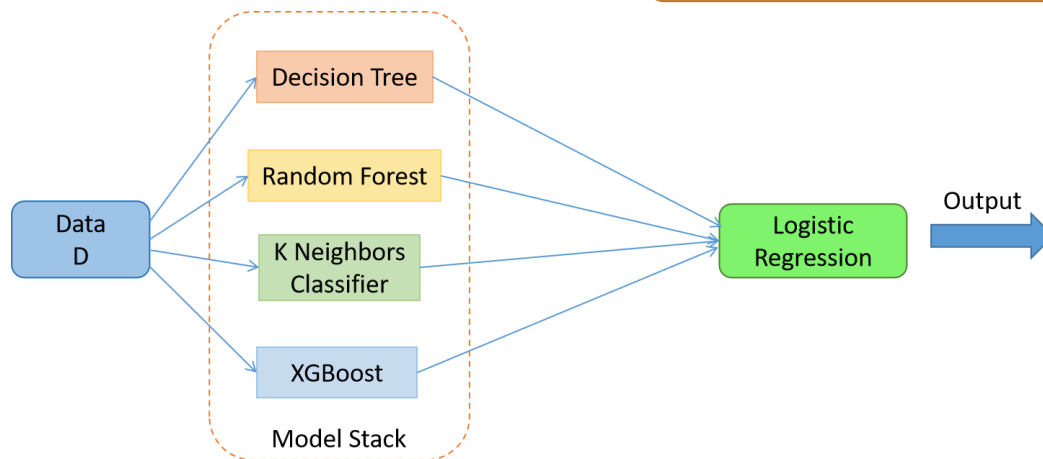 Data
D
Decision Tree
Random Forest
K Neighbors
Classifier
XGBoost
Model Stack
Logistic
Regression
Output